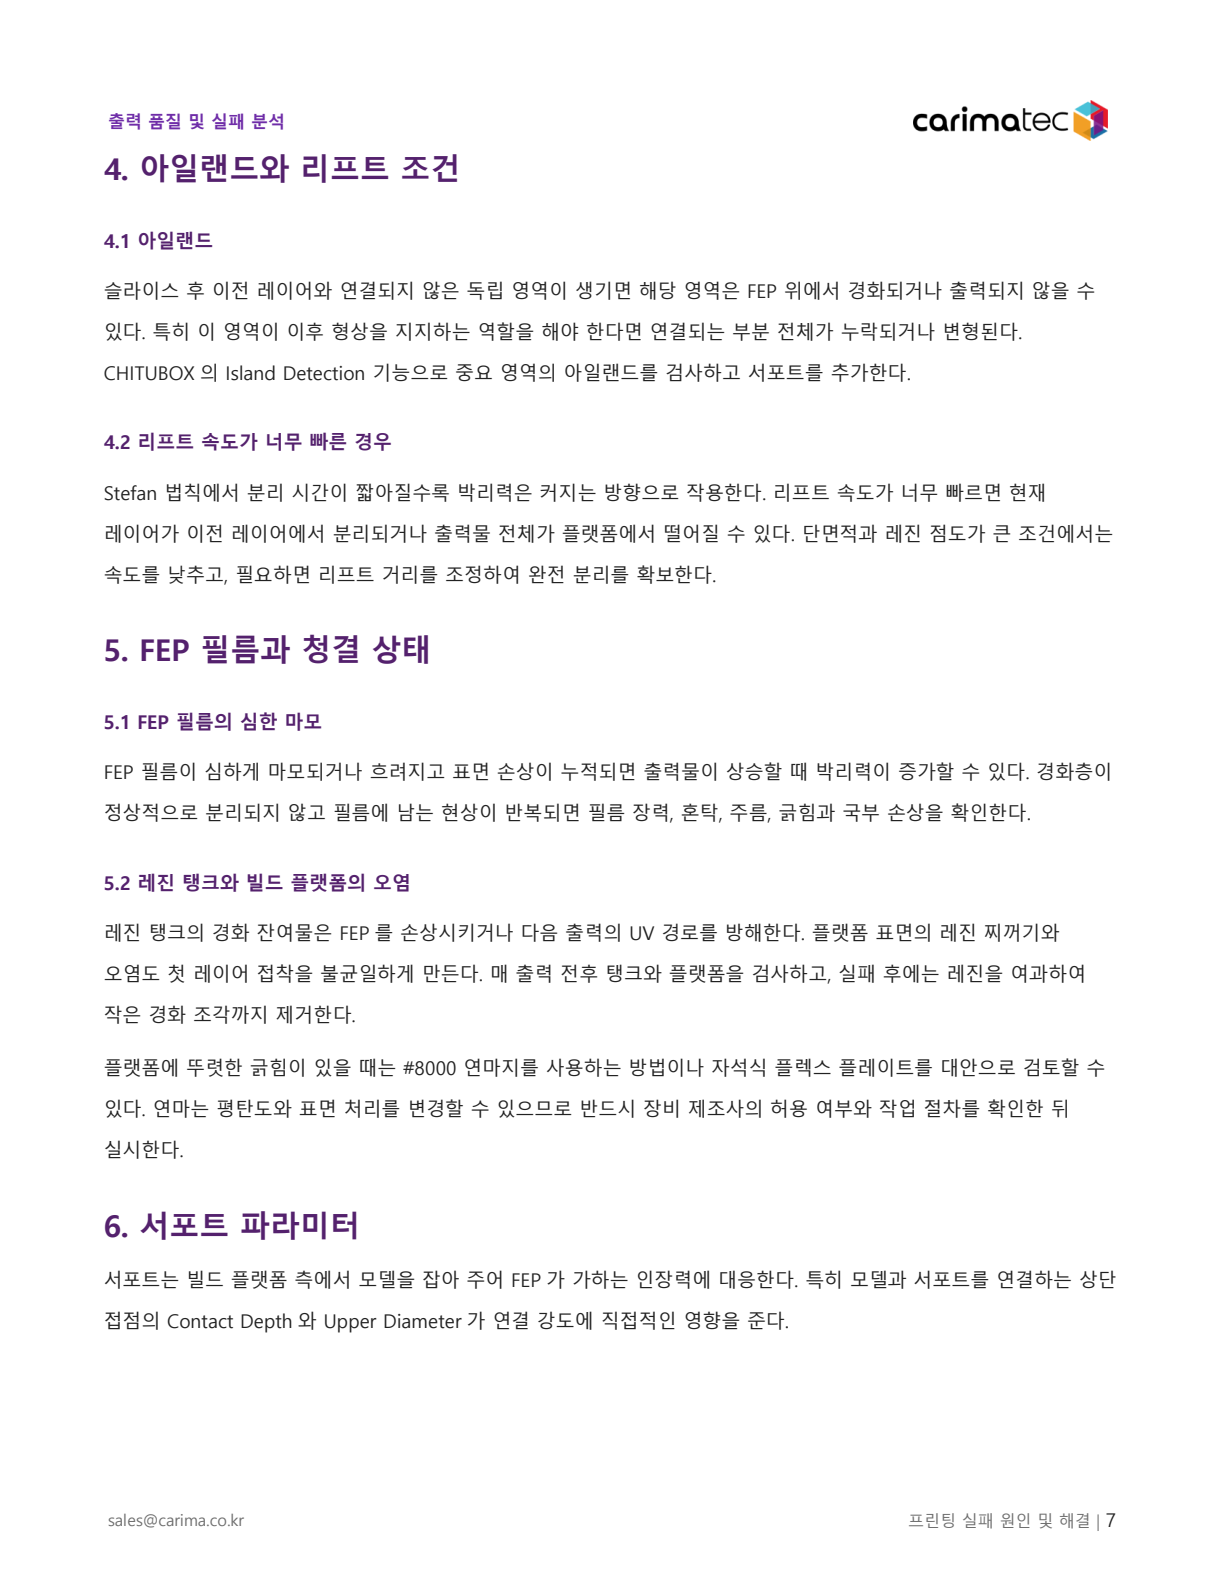 출력 품질 및 실패 분석
carimatec
4. 아일랜드와 리프트 조건
4.1 아일랜드
슬라이스 후 이전 레이어와 연결되지 않은 독립 영역이 생기면 해당 영역은 FEP 위에서 경화되거나 출력되지 않을 수
있다. 특히 이 영역이 이후 형상을 지지하는 역할을 해야 한다면 연결되는 부분 전체가 누락되거나 변형된다.
CHITUBOX 의 Island Detection 기능으로 중요 영역의 아일랜드를 검사하고 서포트를 추가한다.
4.2 리프트 속도가 너무 빠른 경우
Stefan 법칙에서 분리 시간이 짧아질수록 박리력은 커지는 방향으로 작용한다. 리프트 속도가 너무 빠르면 현재
레이어가 이전 레이어에서 분리되거나 출력물 전체가 플랫폼에서 떨어질 수 있다. 단면적과 레진 점도가 큰 조건에서는
속도를 낮추고, 필요하면 리프트 거리를 조정하여 완전 분리를 확보한다.
5. FEP 필름과 청결 상태
5.1 FEP 필름의 심한 마모
FEP 필름이 심하게 마모되거나 흐려지고 표면 손상이 누적되면 출력물이 상승할 때 박리력이 증가할 수 있다. 경화층이
정상적으로 분리되지 않고 필름에 남는 현상이 반복되면 필름 장력, 혼탁, 주름, 긁힘과 국부 손상을 확인한다.
5.2 레진 탱크와 빌드 플랫폼의 오염
레진 탱크의 경화 잔여물은 FEP 를 손상시키거나 다음 출력의 UV 경로를 방해한다. 플랫폼 표면의 레진 찌꺼기와
오염도 첫 레이어 접착을 불균일하게 만든다. 매 출력 전후 탱크와 플랫폼을 검사하고, 실패 후에는 레진을 여과하여
작은 경화 조각까지 제거한다.
플랫폼에 뚜렷한 긁힘이 있을 때는 #8000 연마지를 사용하는 방법이나 자석식 플렉스 플레이트를 대안으로 검토할 수
있다. 연마는 평탄도와 표면 처리를 변경할 수 있으므로 반드시 장비 제조사의 허용 여부와 작업 절차를 확인한 뒤
실시한다.
6. 서포트 파라미터
서포트는 빌드 플랫폼 측에서 모델을 잡아 주어 FEP 가 가하는 인장력에 대응한다. 특히 모델과 서포트를 연결하는 상단
접점의 Contact Depth 와 Upper Diameter 가 연결 강도에 직접적인 영향을 준다.
sales@carima.co.kr
프린팅 실패 원인 및 해결 | 7